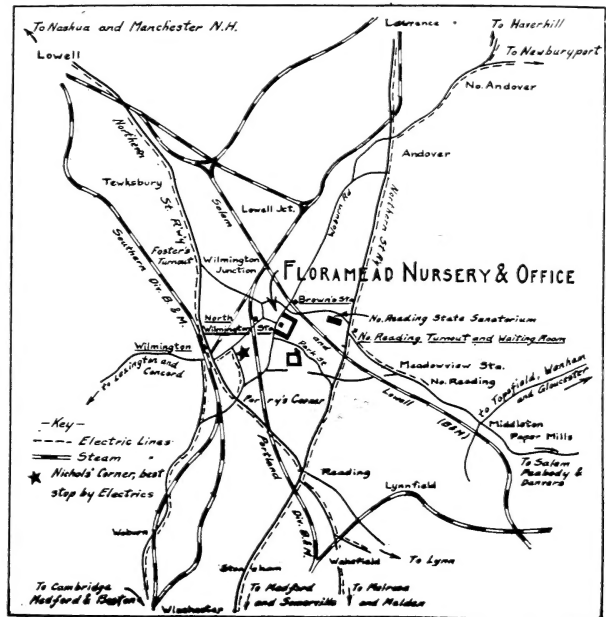 To Nashua and Manchester N.H.
Lawrence
To Haverhill
To Newburyport
Lowell
No. Andover
Northern
St. Rwy.
Andover
Tewksbury
Salem
Lowell Jct.
Woburn Rd
Northern St. Ry
Southern Div. B & M.
Foster's
Turnout
Wilmington
Junction
FLORAMEAD NURSERY & OFFICE
Brown's Sta.
No. Reading State Sanatorium
North
Wilmington Sta.
No. Reading Turnout and Waiting Room
Wilmington
and
Park St.
Meadowview Sta.
No. Reading
to Lexington and
Concord
to Topsfield, Wenham
and Gloucester
Lowell
(B&M)
Middleton
Paper Mills
-Key-
Electric Lines
Steam "
Nichols' Corner, best
stop by Electrics
Portland
Div. B & M.
Reading
Lynnfield
To Salem
Peabody &
Danvers
Woburn
Stoneham
Wakefield
To Lynn
To Cambridge
Medford & Boston
Winchester
To Medford
and Somerville
To Melrose
and Malden